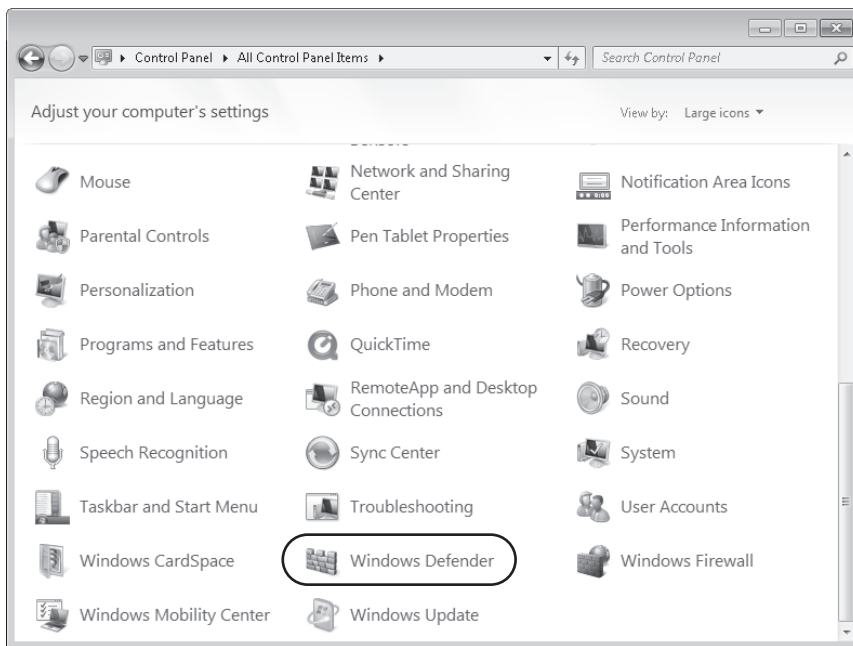 Control Panel All Control Panel Items Search Control Panel
Adjust your computer's settings View by: Large icons
Mouse Network and Sharing Center Notification Area Icons
Parental Controls Pen Tablet Properties Performance Information and Tools
Personalization Phone and Modem Power Options
Programs and Features QuickTime Recovery
Region and Language RemoteApp and Desktop Connections Sound
Speech Recognition Sync Center System
Taskbar and Start Menu Troubleshooting User Accounts
Windows CardSpace Windows Defender Windows Firewall
Windows Mobility Center Windows Update